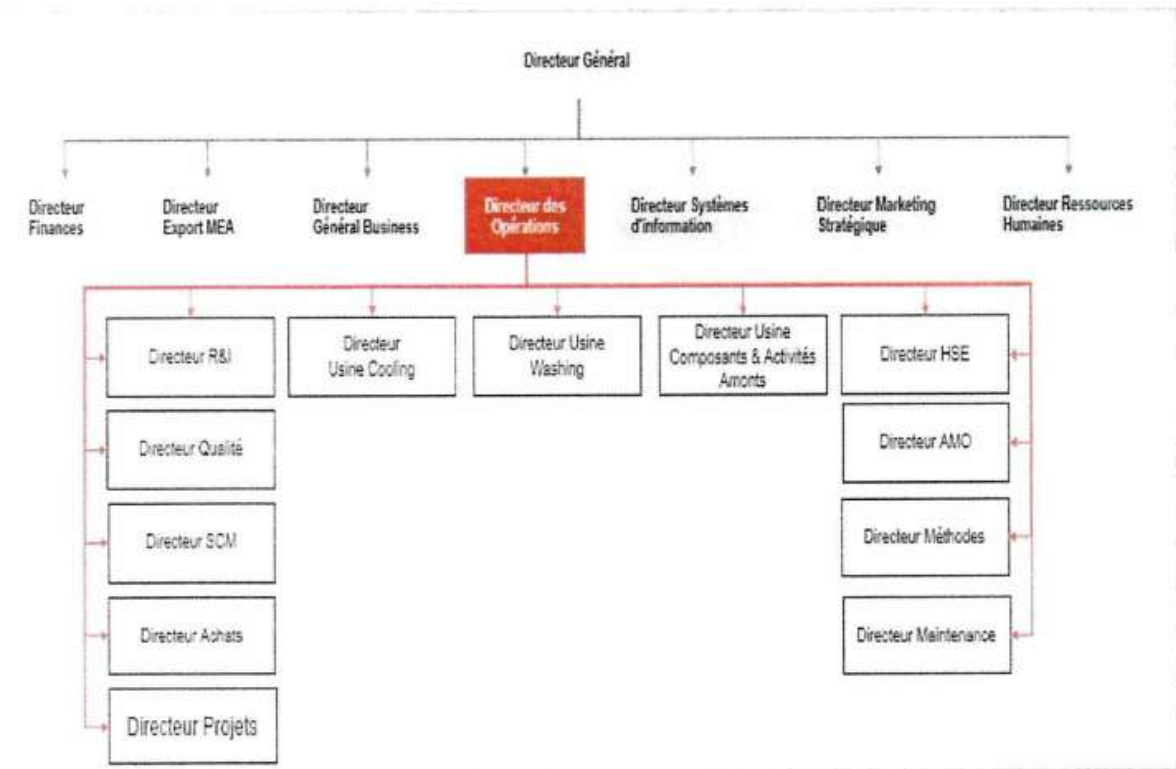 Directeur Général
Directeur
Finances
Directeur
Export MEA
Directeur
Général Business
Directeur des
Opérations
Directeur Systèmes
d'information
Directeur Marketing
Stratégique
Directeur Ressources
Humaines
Directeur R&I
Directeur
Usine Cooling
Directeur Usine
Washing
Directeur Usine
Composants & Activités
Amonts
Directeur HSE
Directeur Qualité
Directeur AMO
Directeur SCM
Directeur Méthodes
Directeur Achats
Directeur Maintenance
Directeur Projets